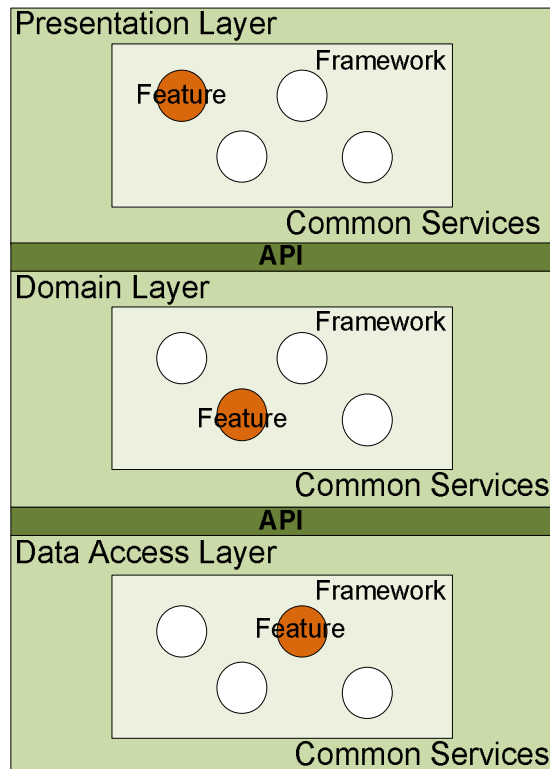 Presentation Layer
Framework
Feature
Common Services
API
Domain Layer
Framework
Feature
Common Services
API
Data Access Layer
Framework
Feature
Common Services